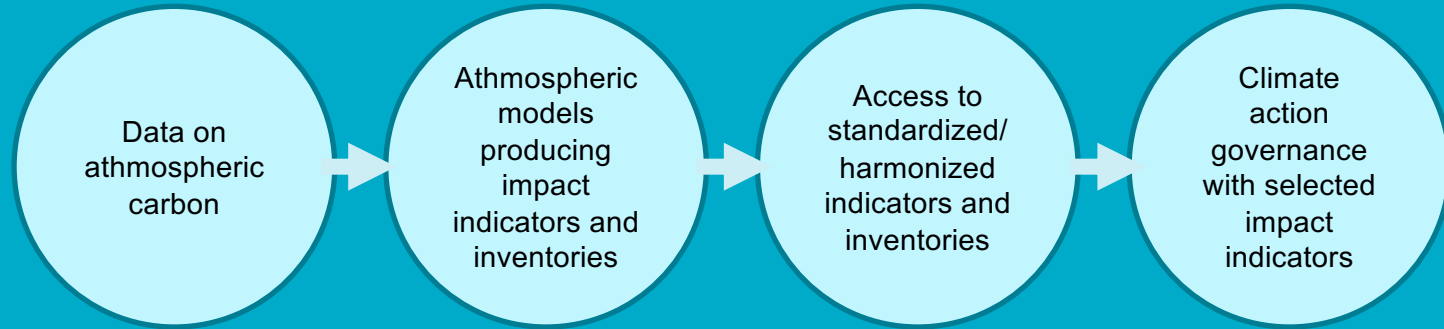 Data on
athmospheric
carbon
Athmospheric
models
producing
impact
indicators and
inventories
Access to
standardized/
harmonized
indicators and
inventories
Climate
action
governance
with selected
impact
indicators